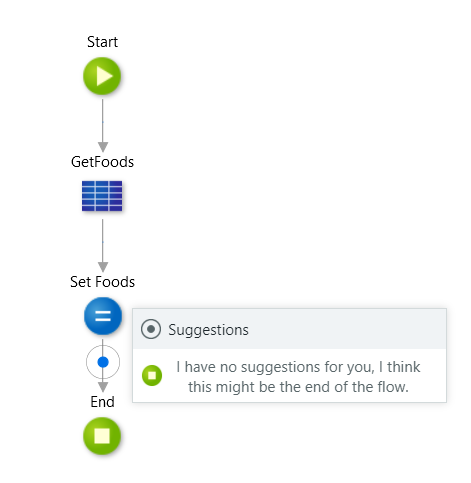 Start
GetFoods
Set Foods
Suggestions
I have no suggestions for you, I think
this might be the end of the flow.
End